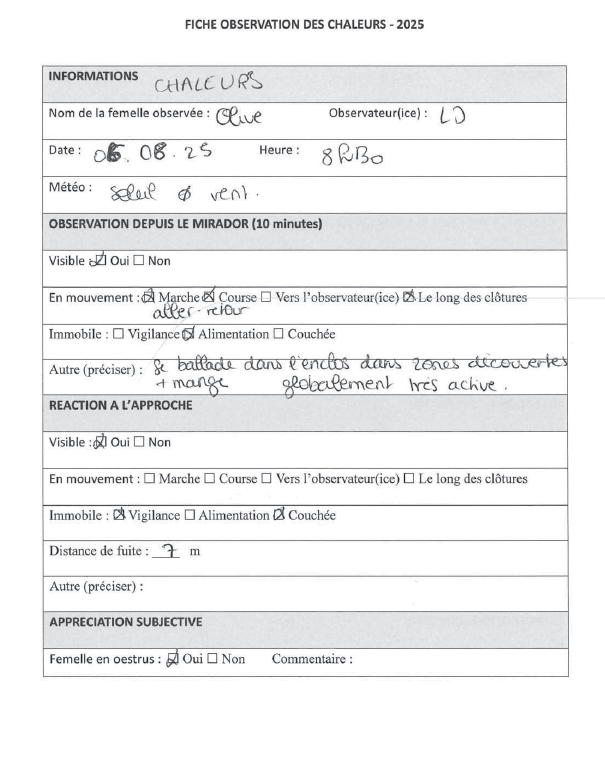 FICHE OBSERVATION DES CHALEURS - 2025
INFORMATIONS CHALEURS
Nom de la femelle observée : Olive Observateur(ice) : LD
Date : 06.08.25 Heure : 8h30
Météo : soleil ∅ vent.
OBSERVATION DEPUIS LE MIRADOR (10 minutes)
Visible ☑ Oui ☐ Non
En mouvement : ☑ Marche ☑ Course ☐ Vers l'observateur(ice) ☑ Le long des clôtures
aller-retour
Immobile : ☐ Vigilance ☑ Alimentation ☐ Couchée
Autre (préciser) : Se ballade dans l'enclos dans zones découvertes
+ mange globalement très active.
REACTION A L'APPROCHE
Visible : ☑ Oui ☐ Non
En mouvement : ☐ Marche ☐ Course ☐ Vers l'observateur(ice) ☐ Le long des clôtures
Immobile : ☑ Vigilance ☐ Alimentation ☑ Couchée
Distance de fuite : 7 m
Autre (préciser) :
APPRECIATION SUBJECTIVE
Femelle en oestrus : ☑ Oui ☐ Non Commentaire :